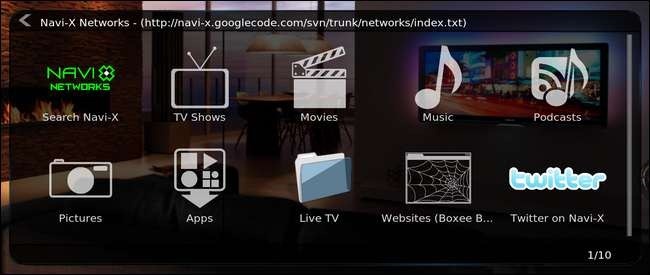 Navi-X Networks - (http://navi-x.googlecode.com/svn/trunk/networks/index.txt)
NAVI X
NETWORKS
Search Navi-X
TV Shows
Movies
Music
Podcasts
twitter
Pictures
Apps
Live TV
Websites (Boxee B...
Twitter on Navi-X
1/10